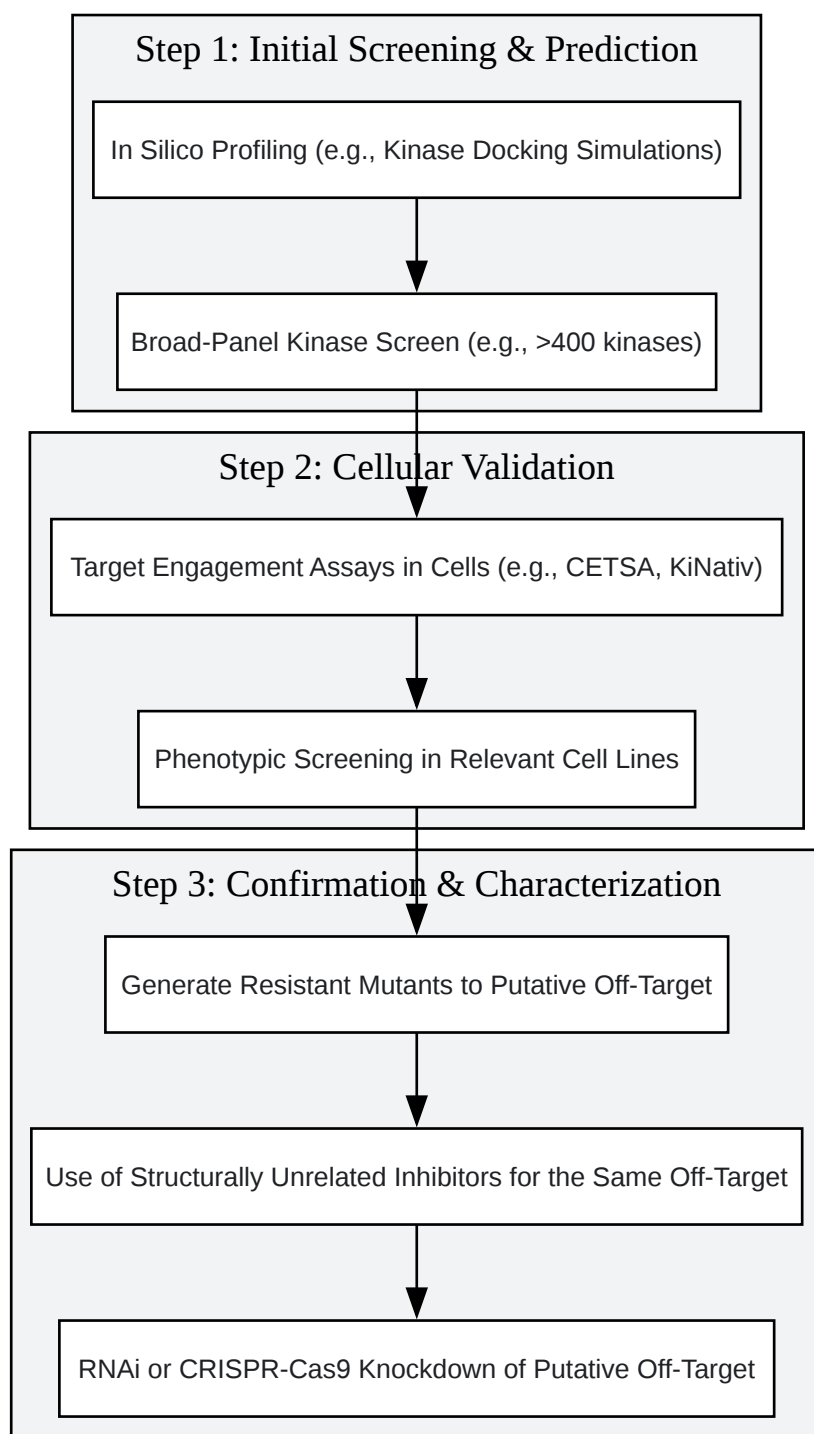 Step 1: Initial Screening & Prediction
In Silico Profiling (e.g., Kinase Docking Simulations)
Broad-Panel Kinase Screen (e.g., >400 kinases)
Step 2: Cellular Validation
Target Engagement Assays in Cells (e.g., CETSA, KiNativ)
Phenotypic Screening in Relevant Cell Lines
Step 3: Confirmation & Characterization
Generate Resistant Mutants to Putative Off-Target
Use of Structurally Unrelated Inhibitors for the Same Off-Target
RNAi or CRISPR-Cas9 Knockdown of Putative Off-Target